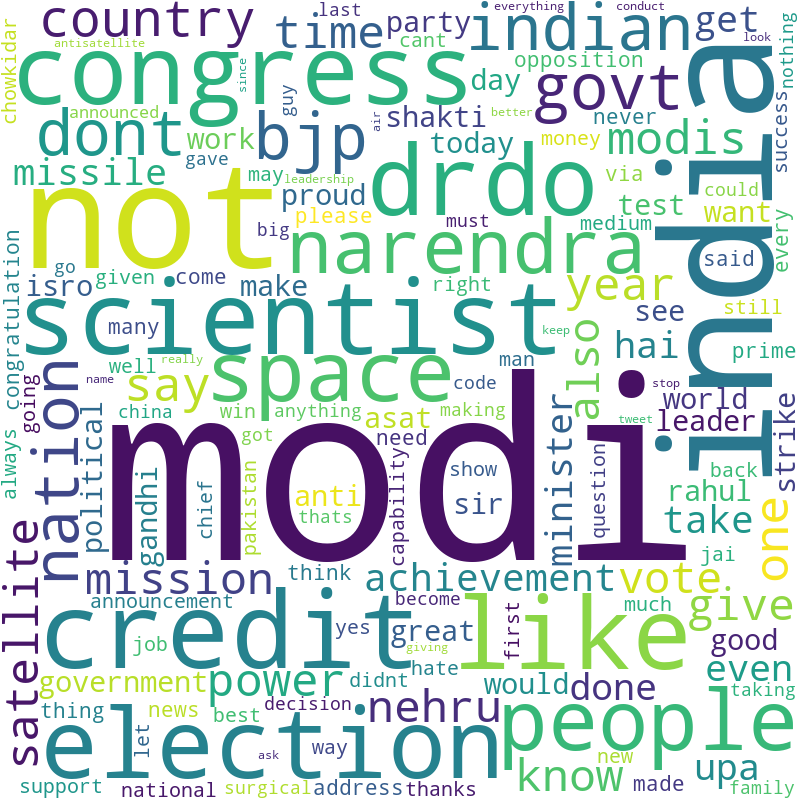 last
everything
conduct
country
time
indian
get
party
look
antisatellite
cant
chowkidar
congress
since
guy
day
opposition
nothing
govt
announced
shakti
india
dont
work
bjp
air
better
never
modis
success
today
missile
gave
not
may
leadership
drdo
money
via
could
proud
test
want
please
medium
every
big
must
narendra
said
isro
go
given
come
make
right
year
see
still
scientist
many
space
keep
also
hai
prime
congratulation
going
nation
well
really
say
man
modi
name
code
stop
world
china
win
anything
making
asat
leader
tweet
always
political
got
need
minister
strike
gandhi
chief
pakistan
anti
thats
capability
show
sir
question
back
rahul
one
take
satellite
jai
mission
think
achievement
vote
announcement
become
first
much
give
credit
like
job
yes
great
good
giving
government
power
didnt
hate
would
done
even
thing
news
best
decision
nehru
people
taking
election
let
way
ask
new
know
upa
support
national
surgical
address
thanks
made
family